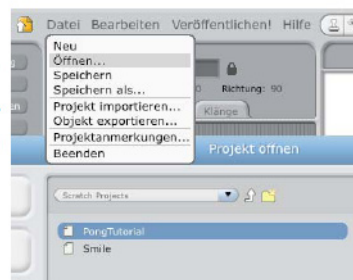 Datei Bearbeiten Veröffentlichen! Hilfe
Neu
Öffnen...
Speichern
Speichern als...
Projekt importieren...
Objekt exportieren...
Projektanmerkungen...
Beenden
Richtung: 90
Klänge
Projekt öffnen
Scratch Projects
PongTutorial
Smile